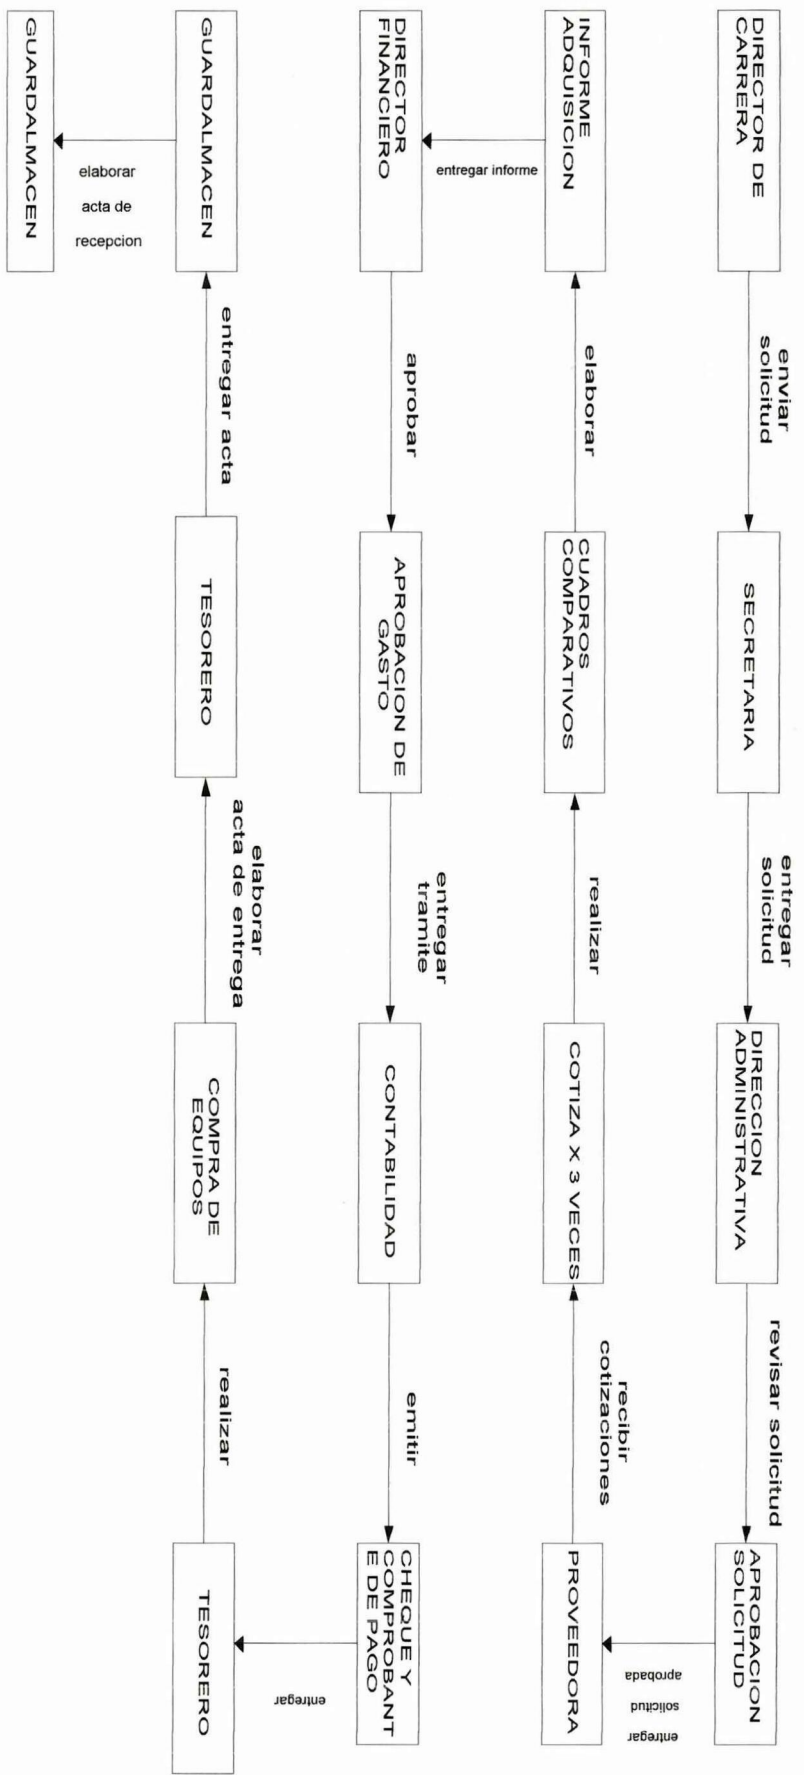 DIRECTOR DE
CARRERA
enviar
solicitud
SECRETARIA
entregar
solicitud
DIRECCION
ADMINISTRATIVA
revisar solicitud
APROBACION
SOLICITUD
entregar
solicitud
aprobada
PROVEEDORA
recibir
cotizaciones
COTIZA X 3 VECES
realizar
CUADROS
COMPARATIVOS
elaborar
INFORME
ADQUISICION
entregar informe
DIRECTOR
FINANCIERO
aprobar
APROBACION DE
GASTO
entregar
tramite
CONTABILIDAD
emitir
CHEQUE Y
COMPROBANT
E DE PAGO
entregar
TESORERO
realizar
COMPRA DE
EQUIPOS
elaborar
acta de entrega
TESORERO
entregar acta
GUARDALMACEN
elaborar
acta de
recepcion
GUARDALMACEN